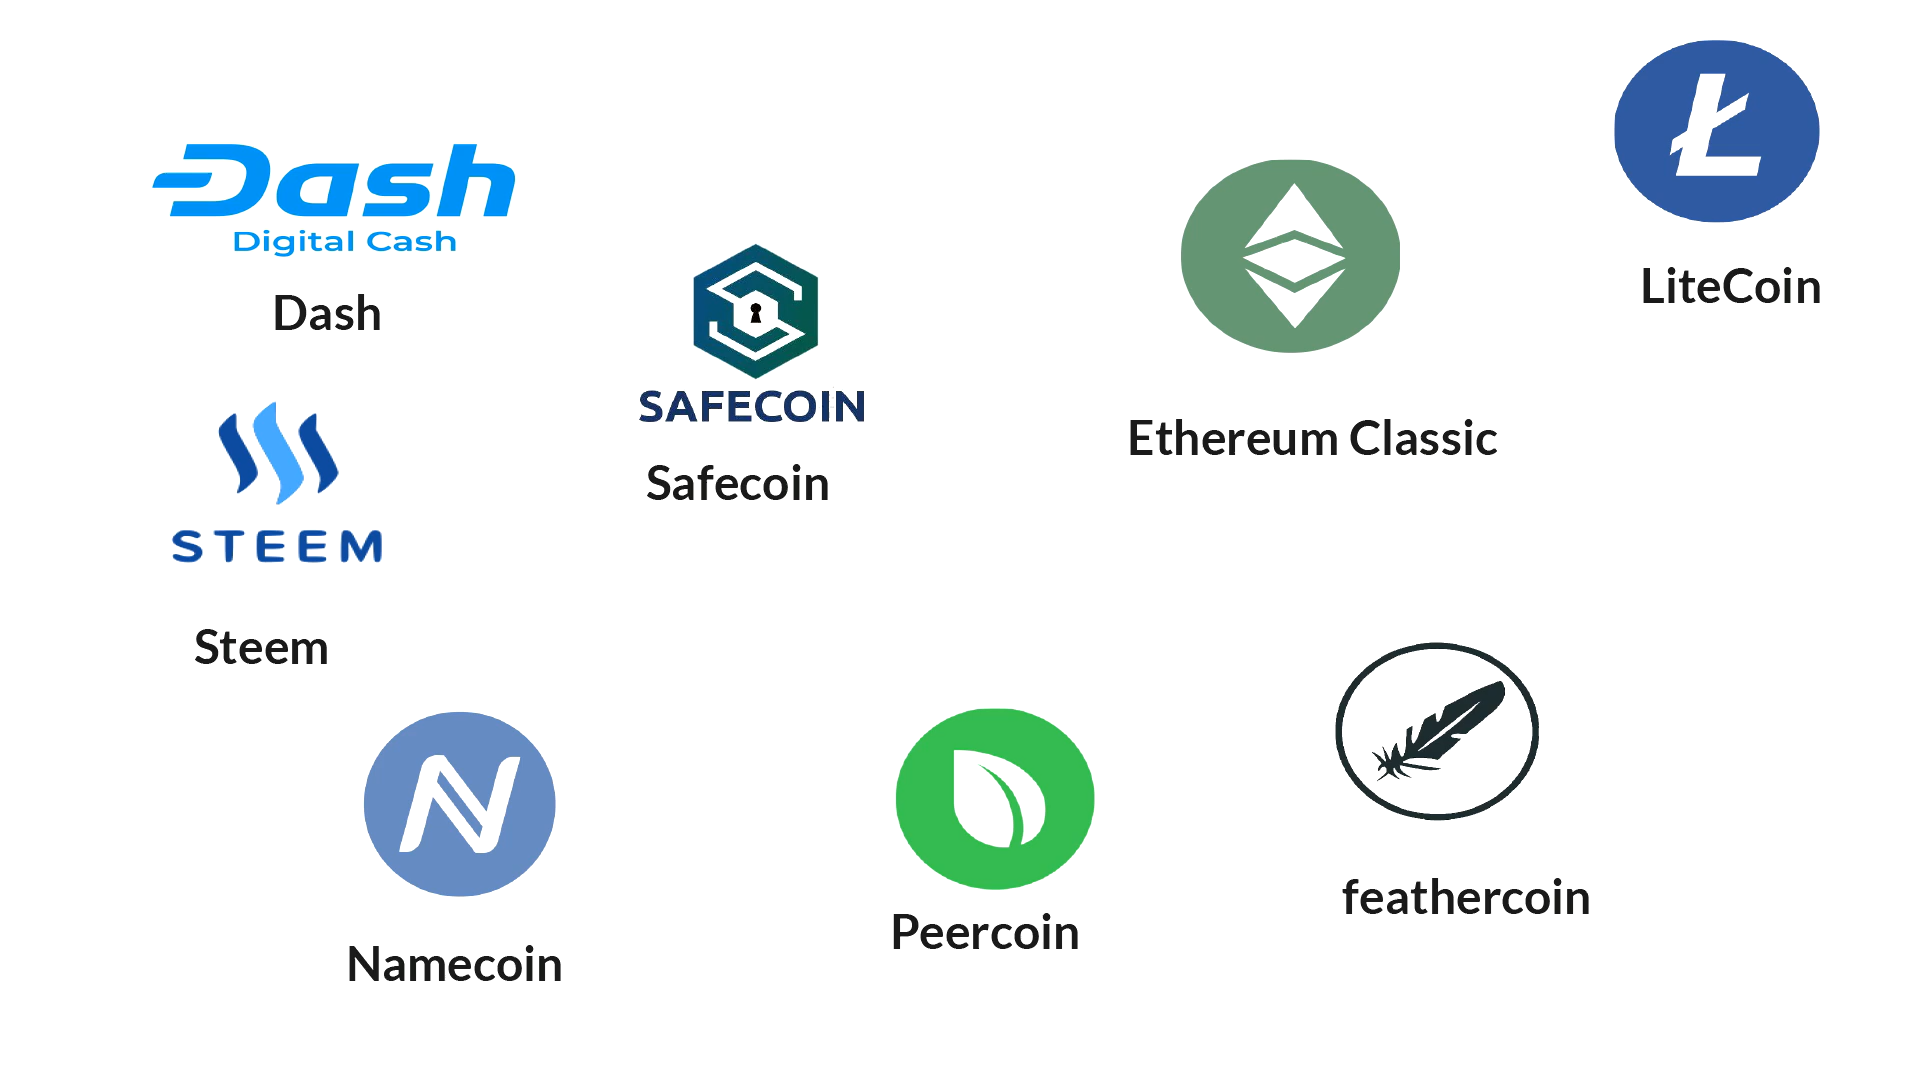 Dash
Digital Cash
Dash
SAFECOIN
Safecoin
Ethereum Classic
LiteCoin
STEEM
Steem
Namecoin
Peercoin
feathercoin